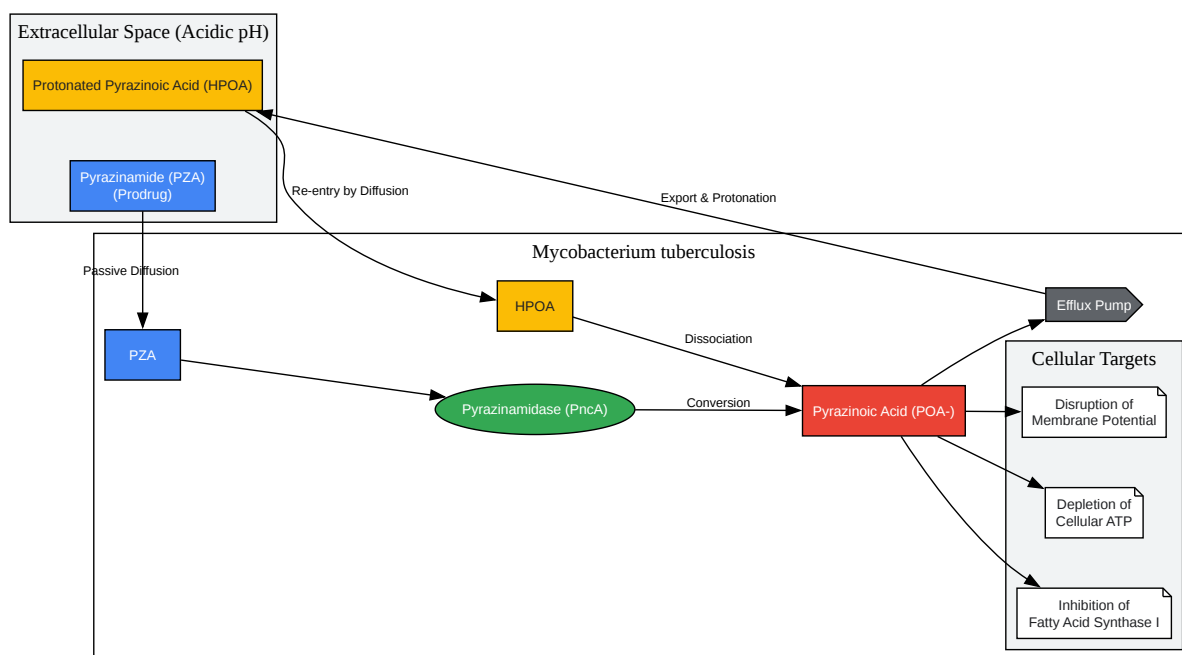 Extracellular Space (Acidic pH)
Protonated Pyrazinoic Acid (HPOA)
Pyrazinamide (PZA)
(Prodrug)
Re-entry by Diffusion
Export & Protonation
Passive Diffusion
Mycobacterium tuberculosis
HPOA
Efflux Pump
PZA
Dissociation
Cellular Targets
Pyrazinamidase (PncA)
Conversion
Pyrazinoic Acid (POA-)
Disruption of
Membrane Potential
Depletion of
Cellular ATP
Inhibition of
Fatty Acid Synthase I